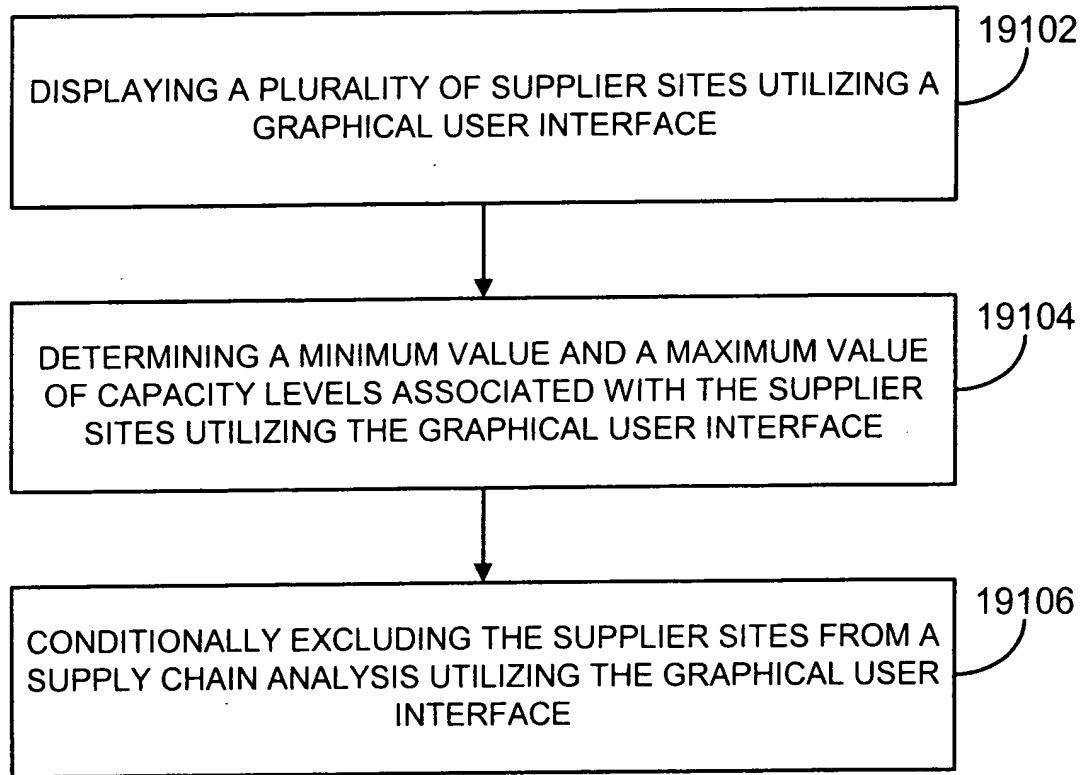 19102
DISPLAYING A PLURALITY OF SUPPLIER SITES UTILIZING A
GRAPHICAL USER INTERFACE
19104
DETERMINING A MINIMUM VALUE AND A MAXIMUM VALUE
OF CAPACITY LEVELS ASSOCIATED WITH THE SUPPLIER
SITES UTILIZING THE GRAPHICAL USER INTERFACE
19106
CONDITIONALLY EXCLUDING THE SUPPLIER SITES FROM A
SUPPLY CHAIN ANALYSIS UTILIZING THE GRAPHICAL USER
INTERFACE